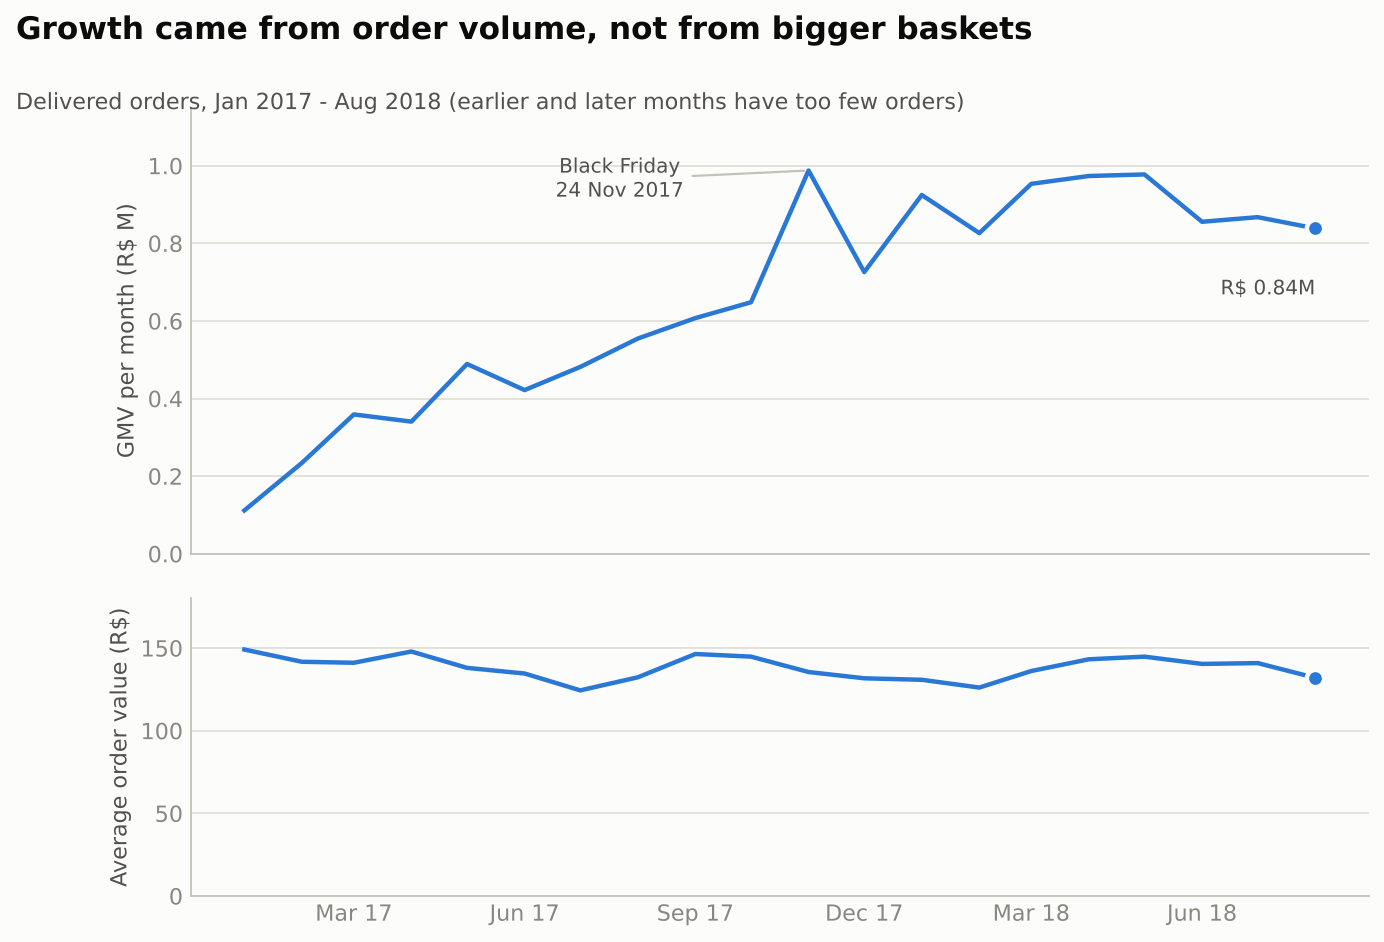 Growth came from order volume, not from bigger baskets
Delivered orders, Jan 2017 - Aug 2018 (earlier and later months have too few orders)
GMV per month (R$ M)
1.0
0.8
0.6
0.4
0.2
0.0
Black Friday
24 Nov 2017
R$ 0.84M
Average order value (R$)
150
100
50
0
Mar 17
Jun 17
Sep 17
Dec 17
Mar 18
Jun 18